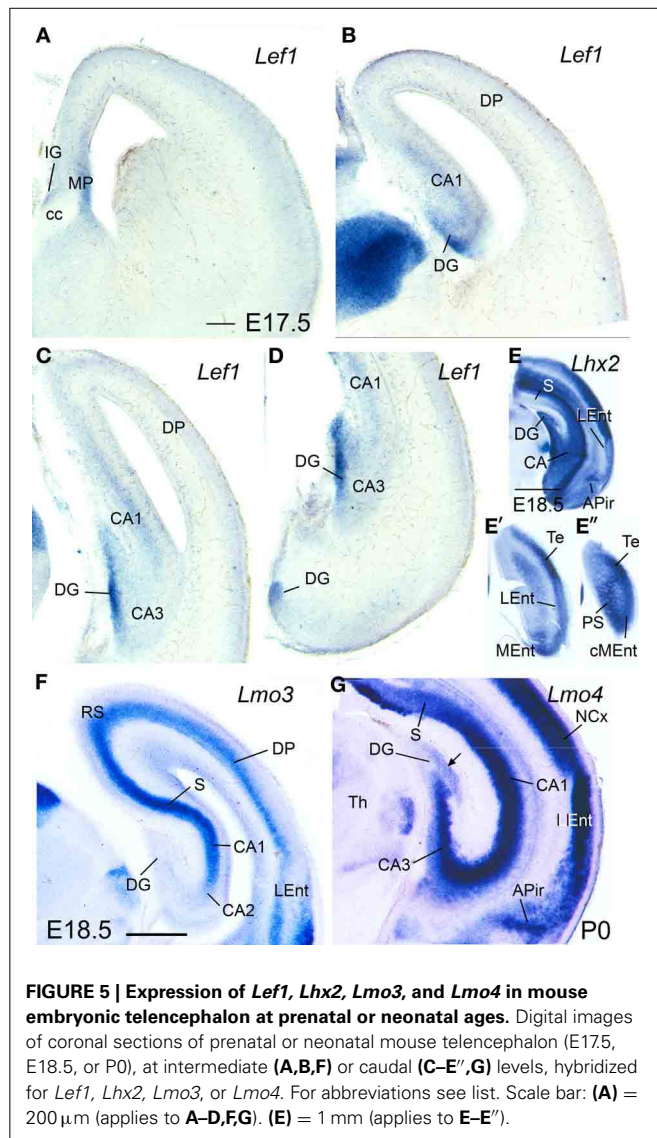 A
Lef1
IG
MP
cc
E17.5
B
Lef1
DP
CA1
DG
C
Lef1
DP
CA1
DG
CA3
D
Lef1
CA1
DG
CA3
DG
E
Lhx2
S
DG
LEnt
CA
E18.5
APir
E′
Te
LEnt
MEnt
E″
Te
PS
cMEnt
F
Lmo3
RS
DP
S
CA1
DG
CA2
LEnt
E18.5
G
Lmo4
NCx
S
DG
CA1
Th
LEnt
CA3
APir
P0
FIGURE 5 | Expression of Lef1, Lhx2, Lmo3, and Lmo4 in mouse
embryonic telencephalon at prenatal or neonatal ages. Digital images
of coronal sections of prenatal or neonatal mouse telencephalon (E17.5,
E18.5, or P0), at intermediate (A,B,F) or caudal (C–E″,G) levels, hybridized
for Lef1, Lhx2, Lmo3, or Lmo4. For abbreviations see list. Scale bar: (A) =
200 μm (applies to A–D,F,G). (E) = 1 mm (applies to E–E″).